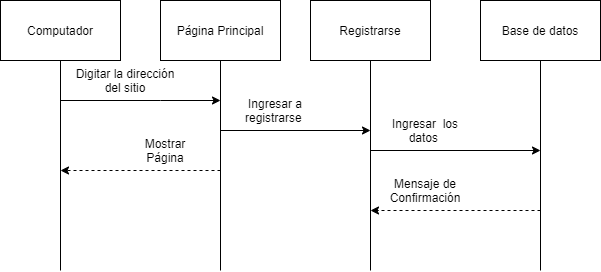 Computador
Página Principal
Registrarse
Base de datos
Digitar la dirección
del sitio
Ingresar a
registrarse
Ingresar los
datos
Mostrar
Página
Mensaje de
Confirmación